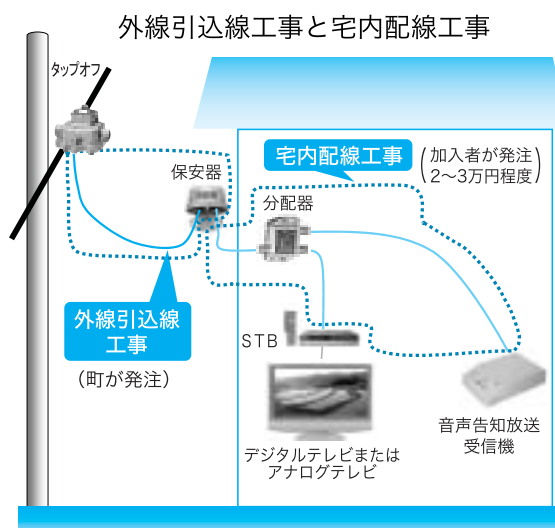 外線引込線工事と宅内配線工事
タップオフ
保安器
宅内配線工事
(加入者が発注
2～3万円程度)
分配器
外線引込線
工事
(町が発注)
STB
デジタルテレビまたは
アナログテレビ
音声告知放送
受信機